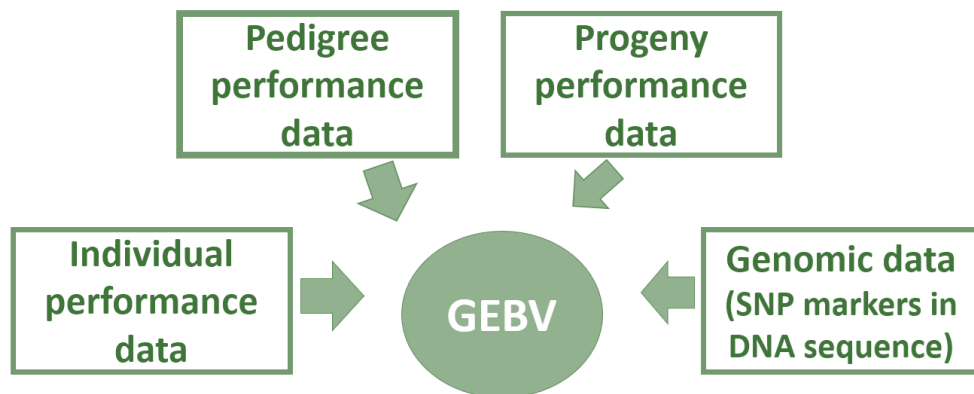 Pedigree
performance
data
Progeny
performance
data
Individual
performance
data
GEBV
Genomic data
(SNP markers in
DNA sequence)